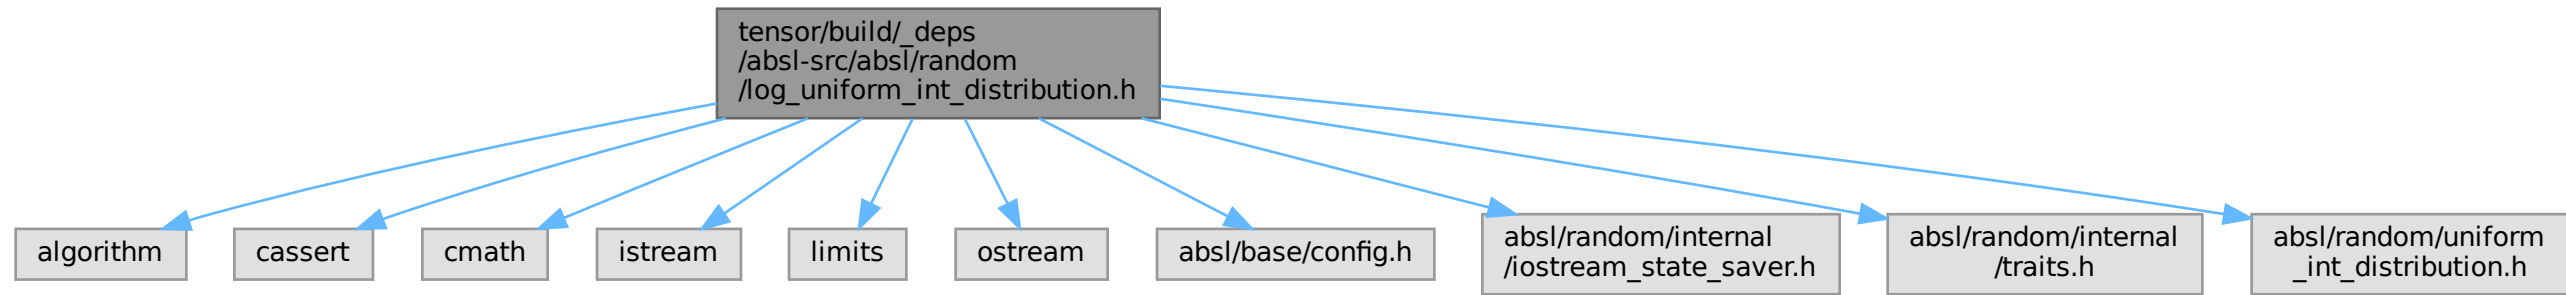 tensor/build/_deps
/absl-src/absl/random
/log_uniform_int_distribution.h
algorithm
cassert
cmath
istream
limits
ostream
absl/base/config.h
absl/random/internal
/iostream_state_saver.h
absl/random/internal
/traits.h
absl/random/uniform
_int_distribution.h